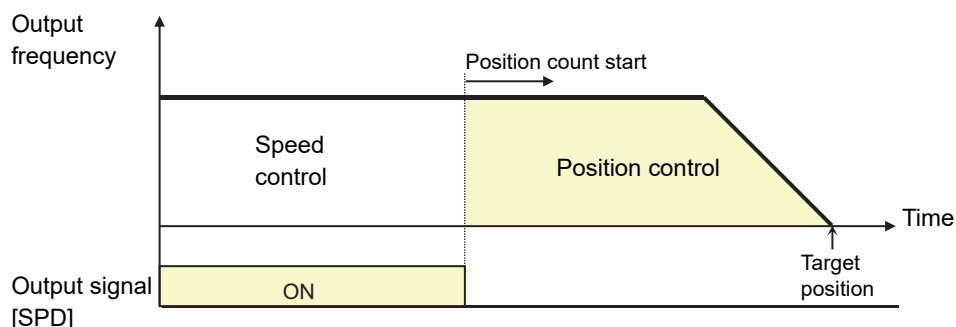 Output
frequency
Position count start
Speed
control
Position control
Time
Target
position
Output signal
[SPD]
ON